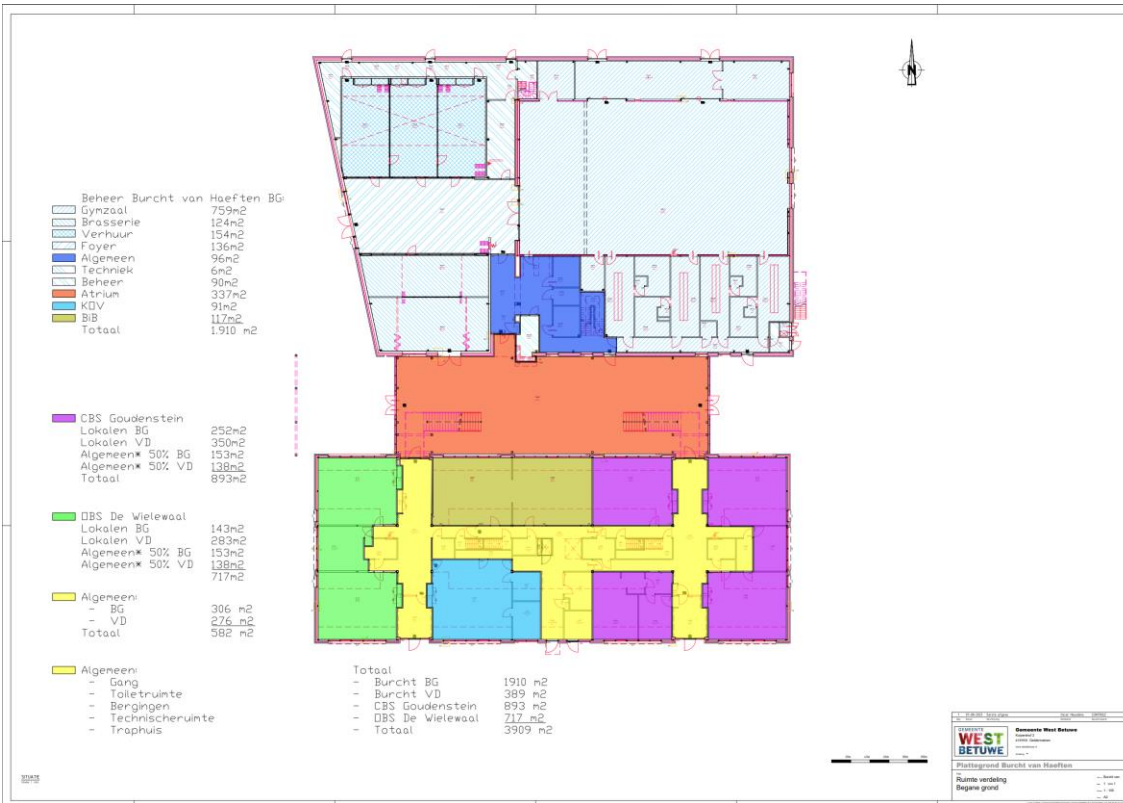 N
Beheer Burcht van Haeften BG:
Gymzaal 759m2
Brasserie 124m2
Verhuur 154m2
Foyer 136m2
Algemeen 96m2
Techniek 6m2
Beheer 90m2
Atrium 337m2
KOV 91m2
BiB 117m2
Totaal 1.910 m2
CBS Goudenstein
Lokalen BG 252m2
Lokalen VD 350m2
Algemeen* 50% BG 153m2
Algemeen* 50% VD 138m2
Totaal 893m2
OBS De Wielewaal
Lokalen BG 143m2
Lokalen VD 283m2
Algemeen* 50% BG 153m2
Algemeen* 50% VD 138m2
717m2
Algemeen:
- BG 306 m2
- VD 276 m2
Totaal 582 m2
Algemeen:
- Gang
- Toiletruimte
- Bergingen
- Technischeruimte
- Traphuis
Totaal
- Burcht BG 1910 m2
- Burcht VD 389 m2
- CBS Goudenstein 893 m2
- OBS De Wielewaal 717 m2
- Totaal 3909 m2
SITUATIE
GEMEENTE
WEST
BETUWE
Gemeente West Betuwe
Plattegrond Burcht van Haeften
Ruimte verdeling
Begane grond